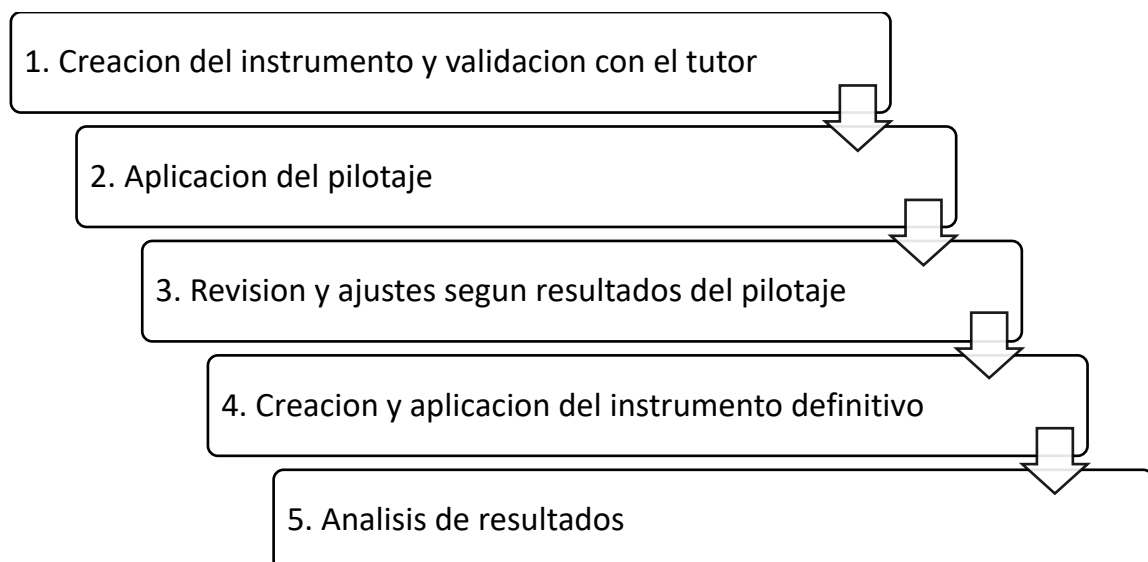 1. Creacion del instrumento y validacion con el tutor
2. Aplicacion del pilotaje
3. Revision y ajustes segun resultados del pilotaje
4. Creacion y aplicacion del instrumento definitivo
5. Analisis de resultados